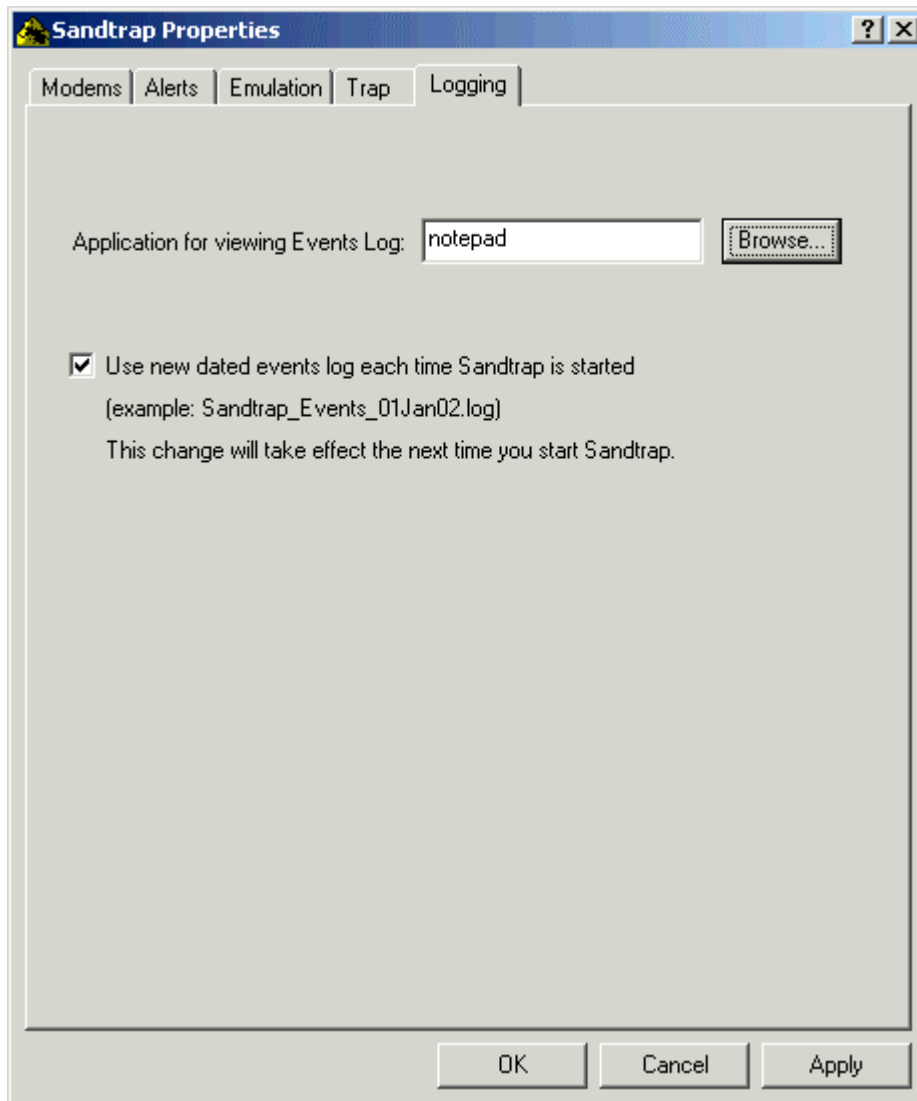 Sandtrap Properties
Modems Alerts Emulation Trap Logging
Application for viewing Events Log: notepad Browse...
Use new dated events log each time Sandtrap is started
(example: Sandtrap_Events_01Jan02.log)
This change will take effect the next time you start Sandtrap.
OK Cancel Apply